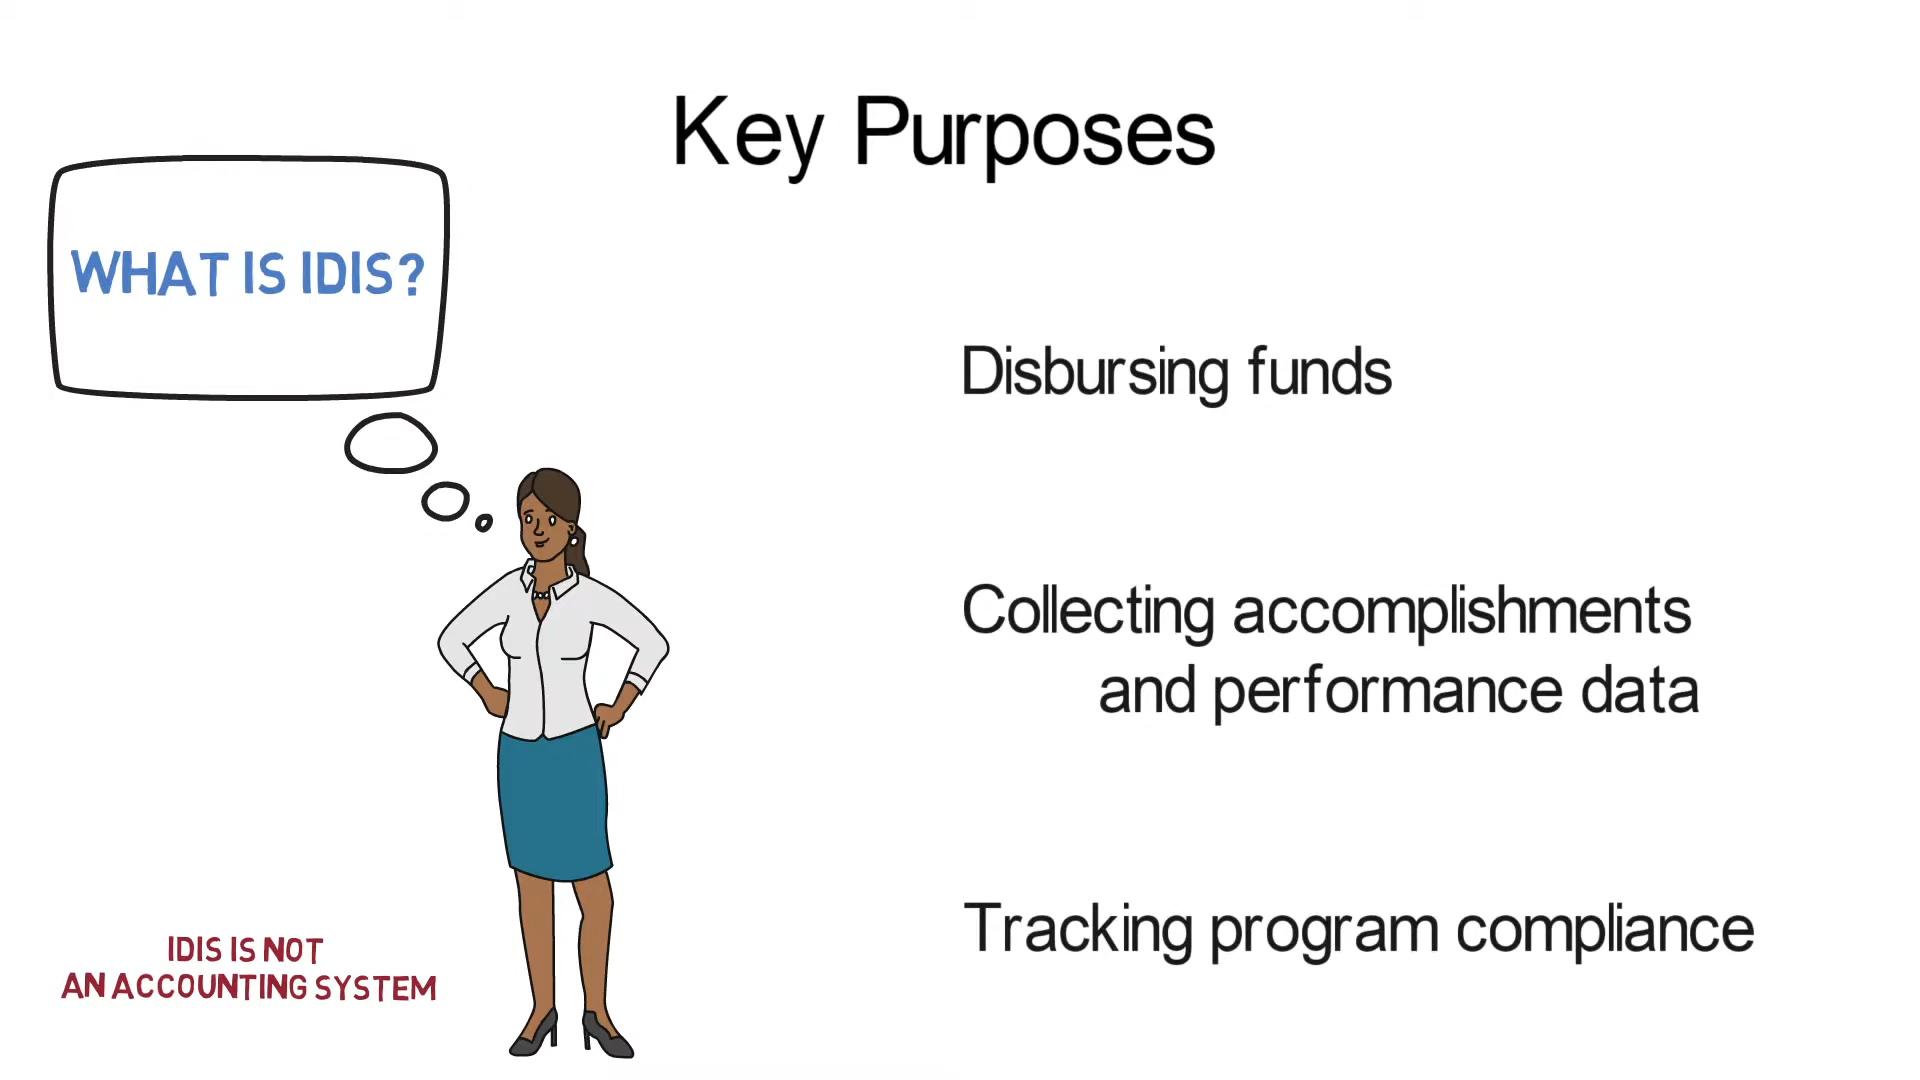 Key Purposes
WHAT IS IDIS?
Disbursing funds
Collecting accomplishments
and performance data
Tracking program compliance
IDIS IS NOT
AN ACCOUNTING SYSTEM